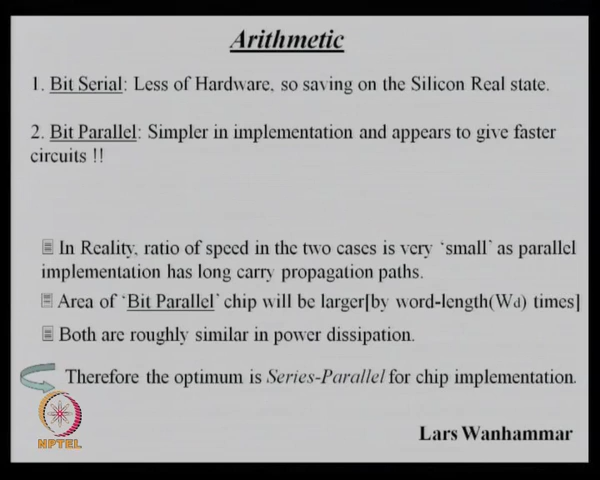 Arithmetic
1. Bit Serial: Less of Hardware, so saving on the Silicon Real state.
2. Bit Parallel: Simpler in implementation and appears to give faster
circuits !!
In Reality, ratio of speed in the two cases is very ‘small’ as parallel
implementation has long carry propagation paths.
Area of ‘Bit Parallel’ chip will be larger[by word-length(Wd) times]
Both are roughly similar in power dissipation.
Therefore the optimum is Series-Parallel for chip implementation.
NPTEL
Lars Wanhammar